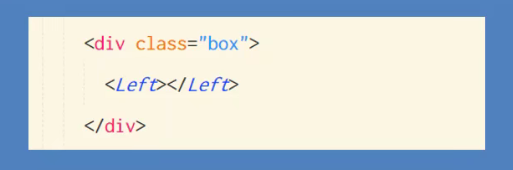 <div class="box">
<Left></Left>
</div>